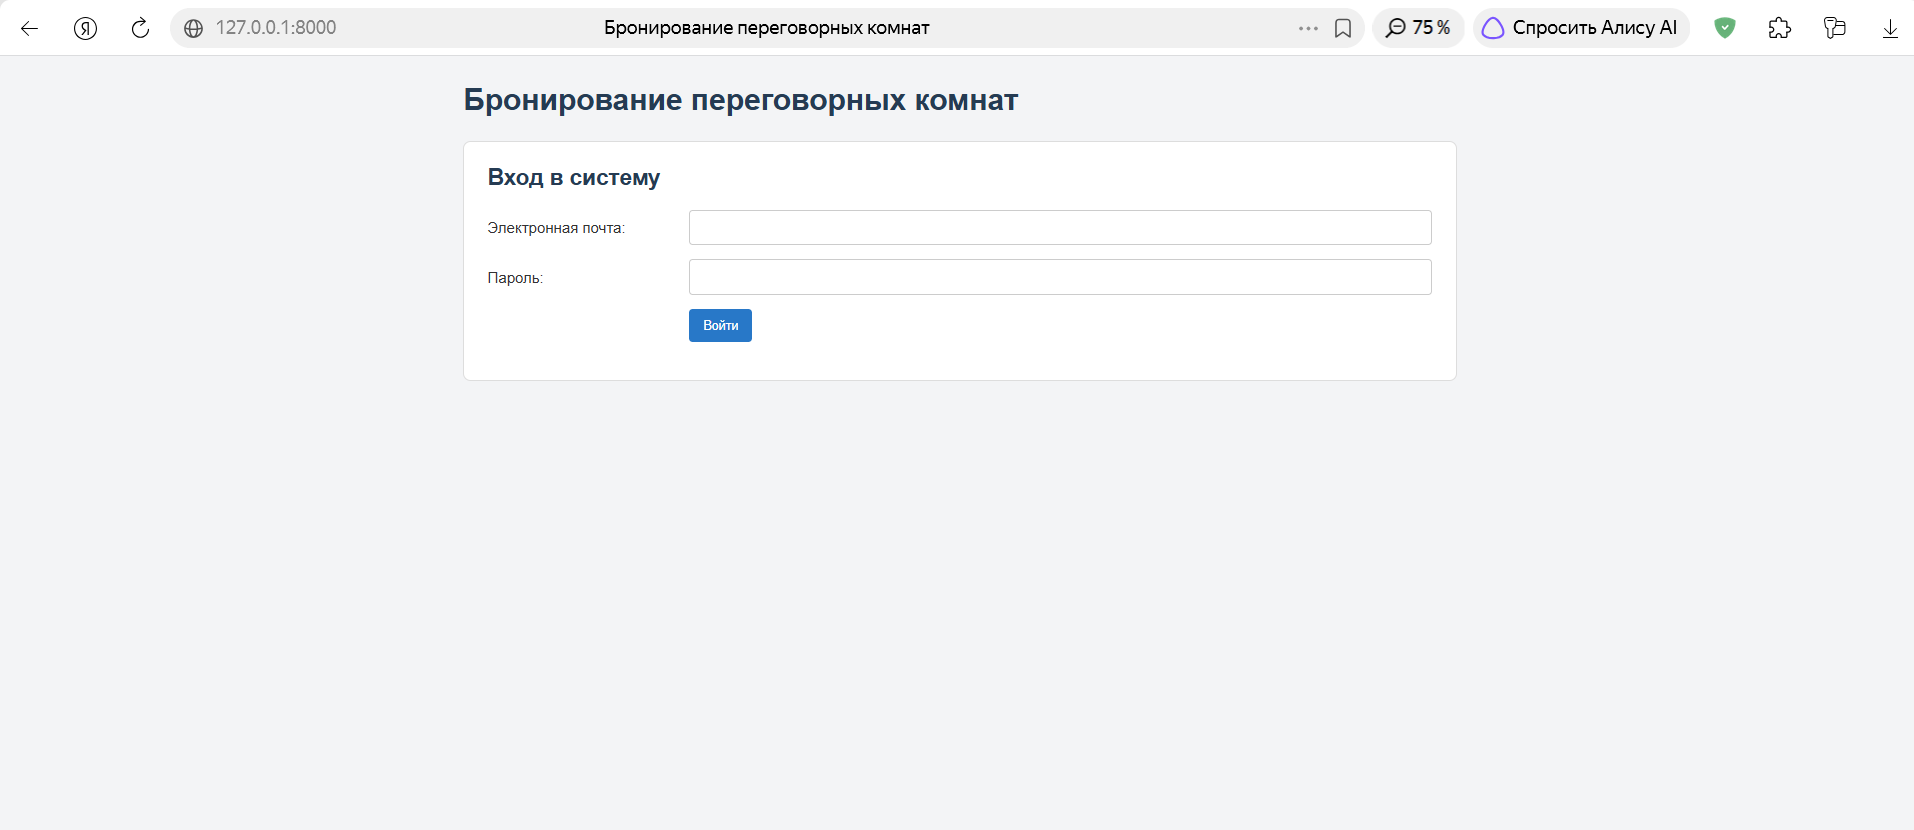 Я 127.0.0.1:8000 Бронирование переговорных комнат 75 % Спросить Алису AI
Бронирование переговорных комнат
Вход в систему
Электронная почта:
Пароль:
Войти